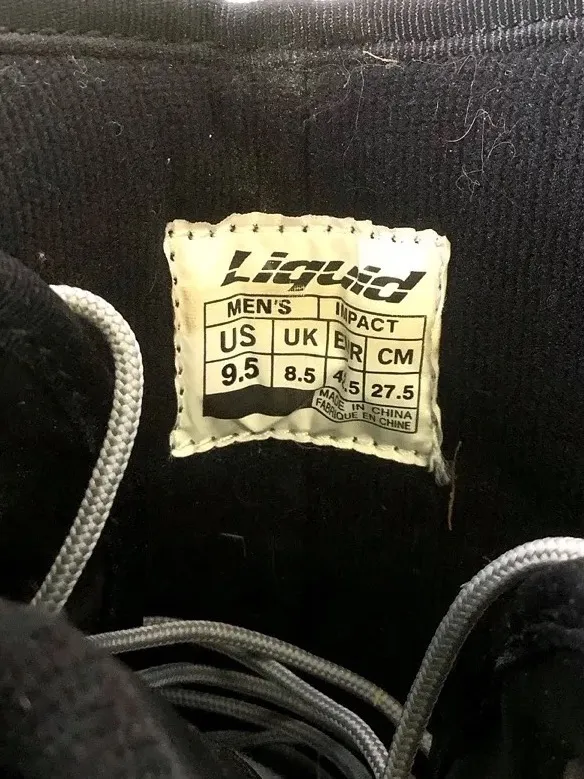 Liquid
MEN'S IMPACT
US UK EUR CM
9.5 8.5 27.5
MADE IN CHINA
FABRIQUE EN CHINE